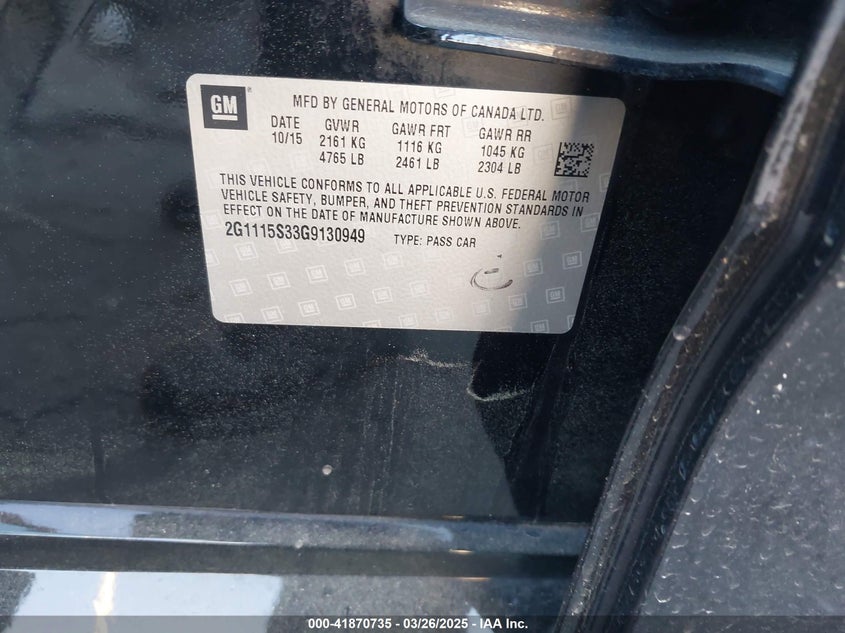 GM
MFD BY GENERAL MOTORS OF CANADA LTD.
DATE GVWR GAWR FRT GAWR RR
10/15 2161 KG 1116 KG 1045 KG
4765 LB 2461 LB 2304 LB
THIS VEHICLE CONFORMS TO ALL APPLICABLE U.S. FEDERAL MOTOR
VEHICLE SAFETY, BUMPER, AND THEFT PREVENTION STANDARDS IN
EFFECT ON THE DATE OF MANUFACTURE SHOWN ABOVE.
2G1115S33G9130949 TYPE: PASS CAR
000-41870735 - 03/26/2025 - IAA Inc.